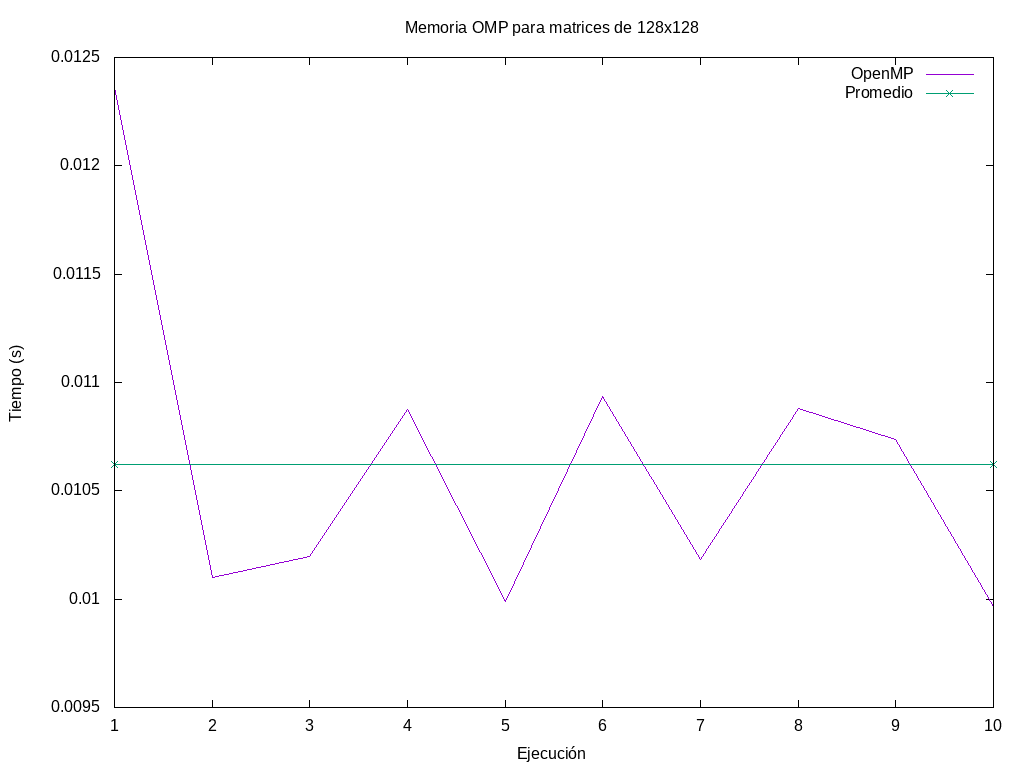 Memoria OMP para matrices de 128x128
OpenMP
Promedio
0.0125
0.012
0.0115
0.011
0.0105
0.01
0.0095
Tiempo (s)
1 2 3 4 5 6 7 8 9 10
Ejecución